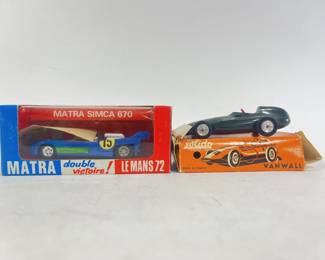 MATRA SIMCA 670
15
MATRA
double
victoire!
LE MANS 72
solido
VANWALL